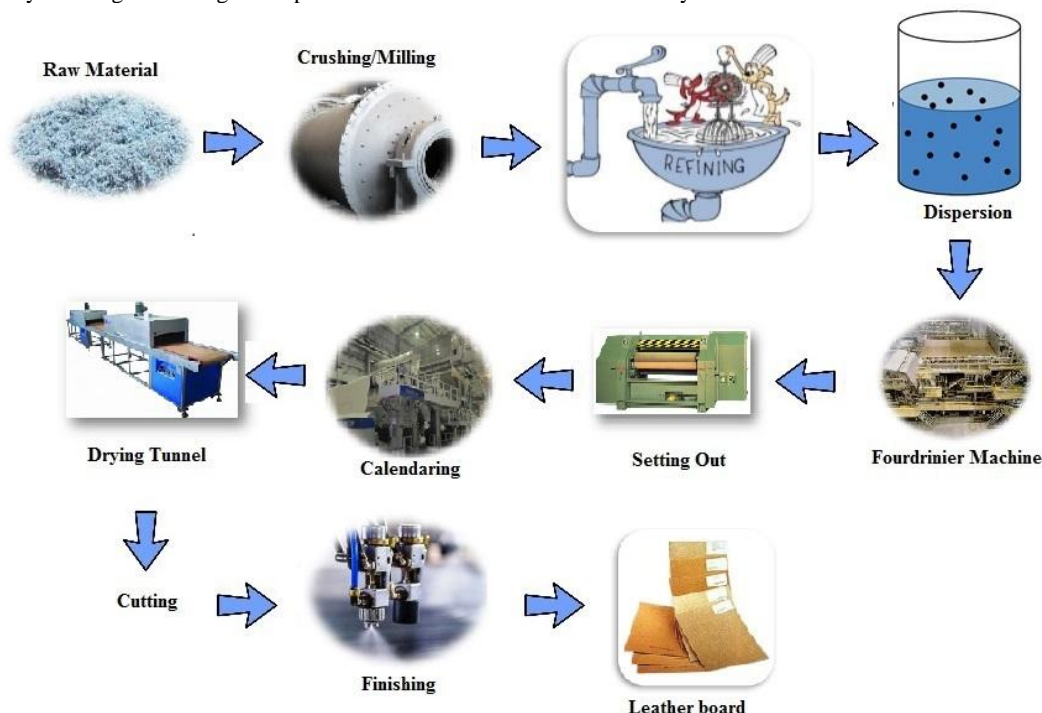 Raw Material
Crushing/Milling
REFINING
Dispersion
Fourdrinier Machine
Setting Out
Calendaring
Drying Tunnel
Cutting
Finishing
Leather board